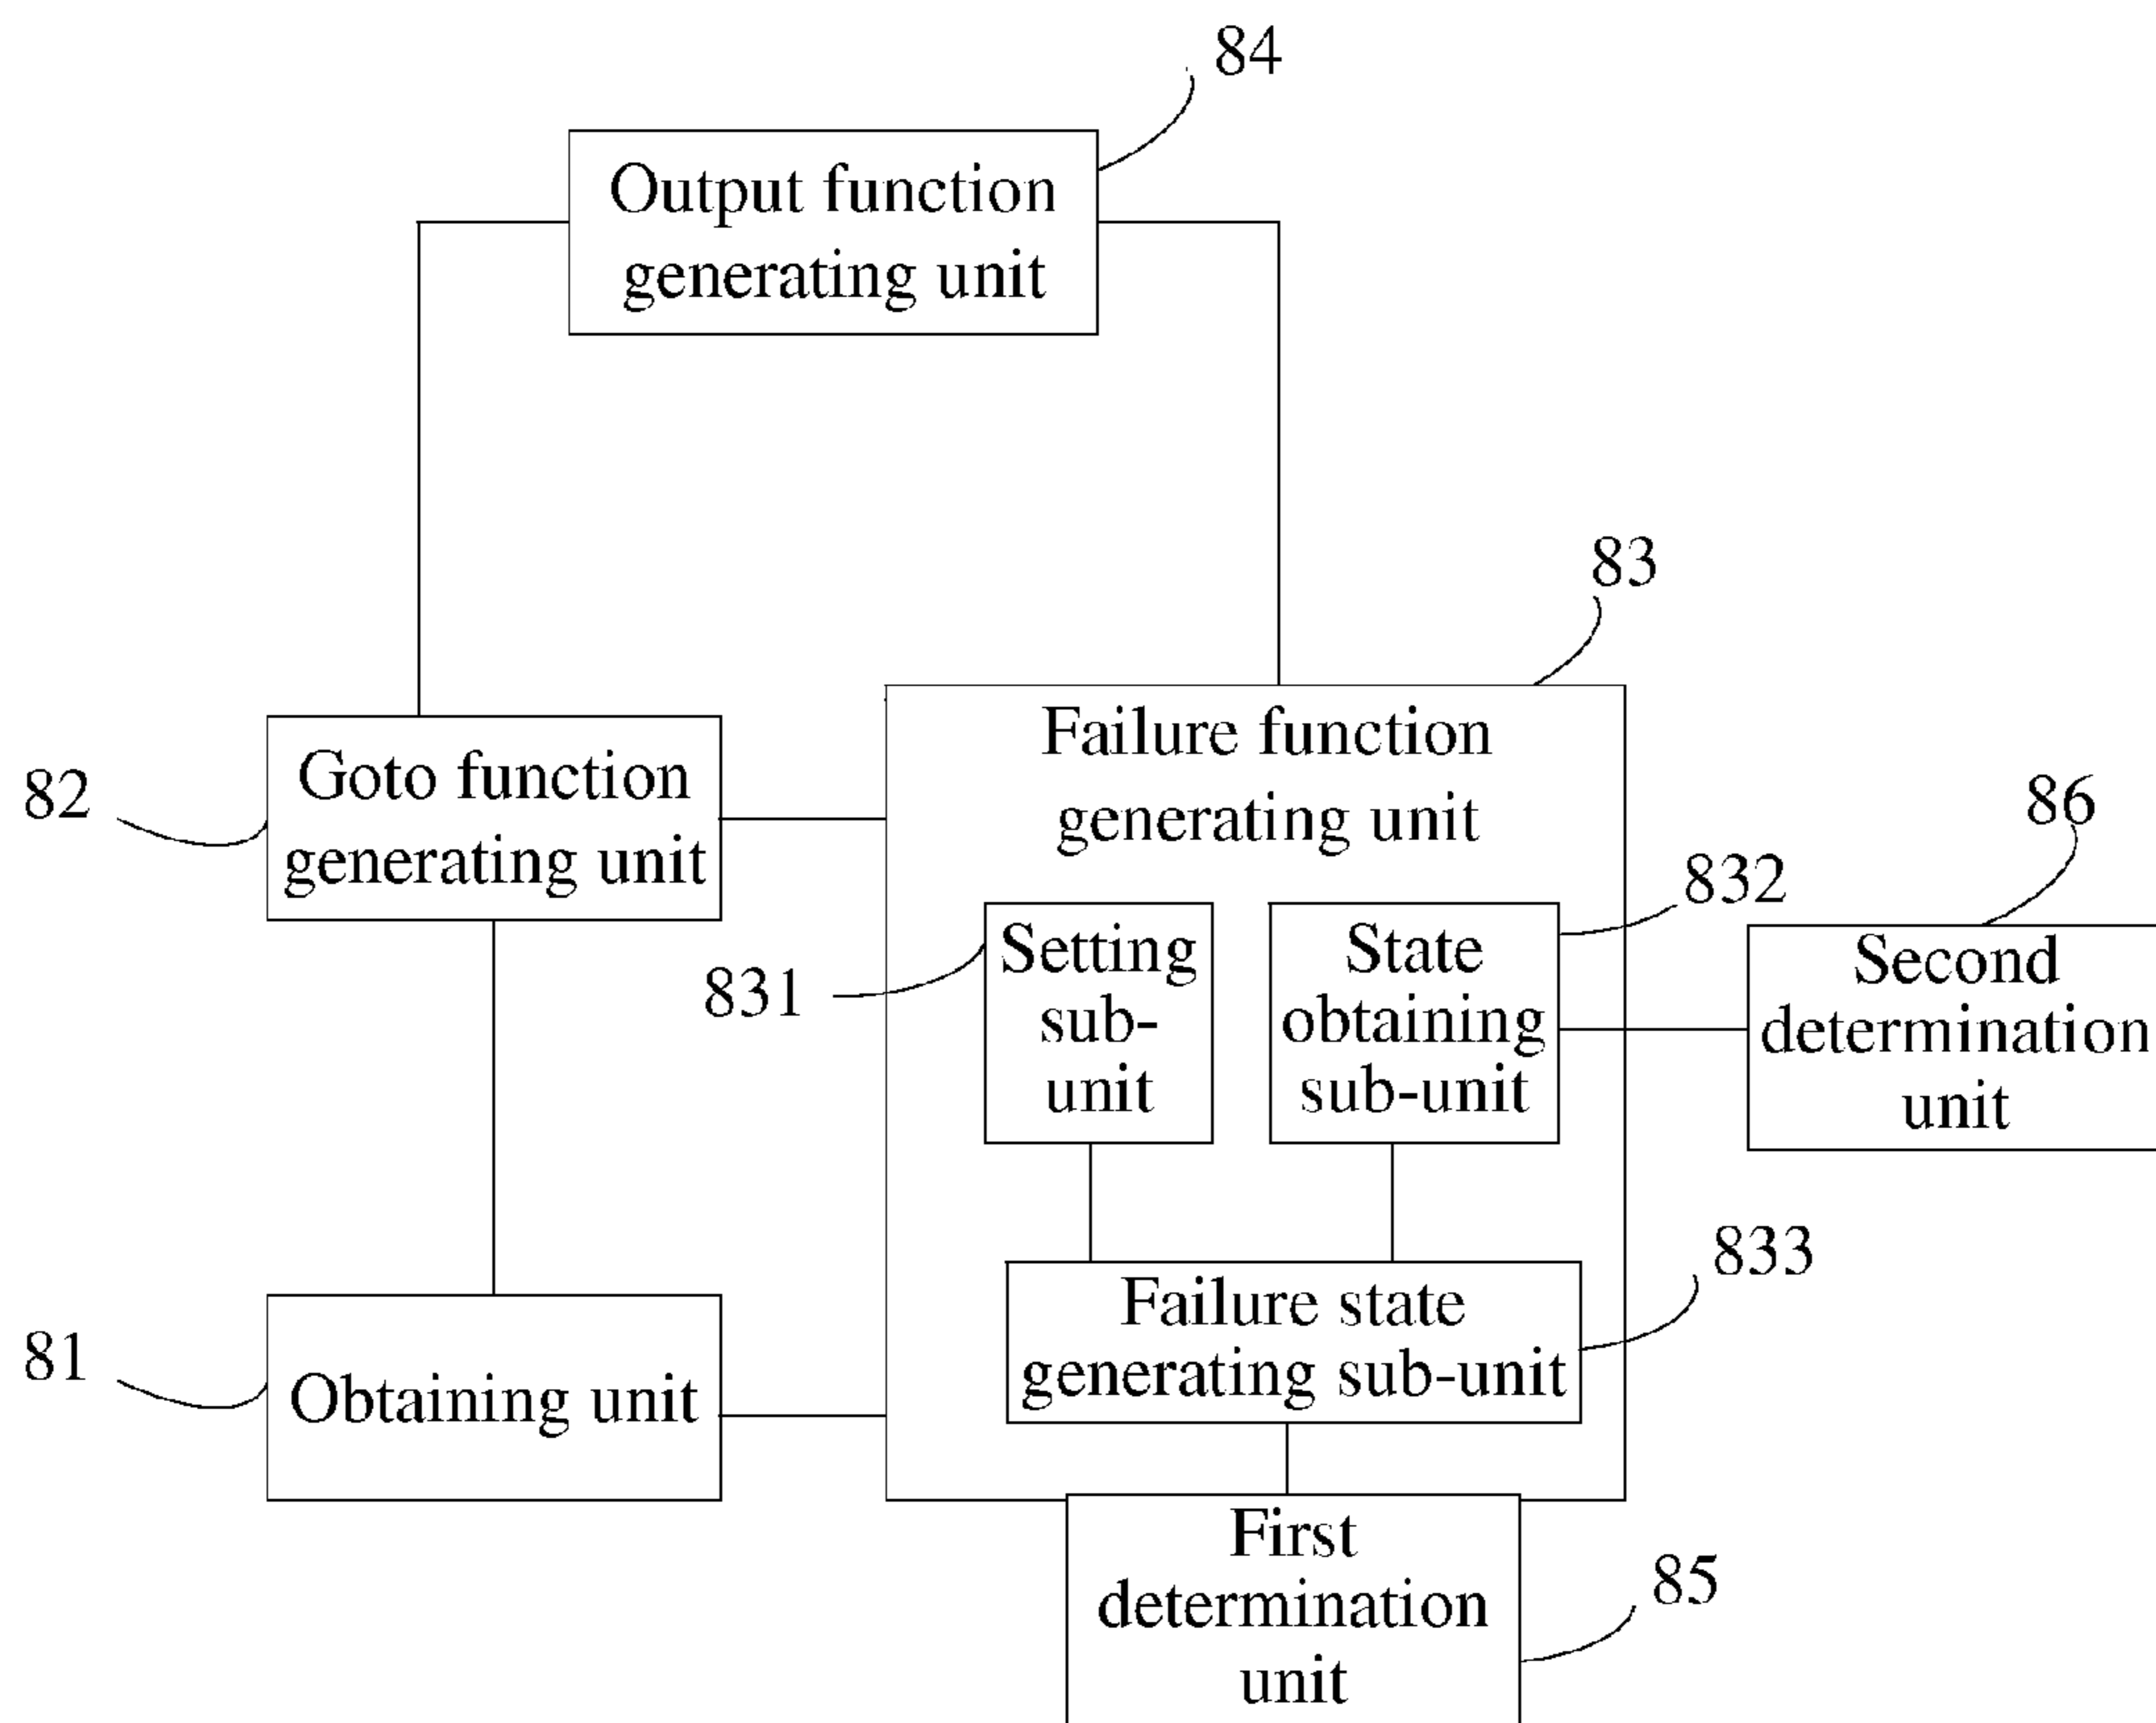 84
Output function
generating unit
83
Failure function
generating unit
82
Goto function
generating unit
86
832
831
Setting
sub-
unit
State
obtaining
sub-unit
Second
determination
unit
833
Failure state
generating sub-unit
81
Obtaining unit
First
determination
unit
85